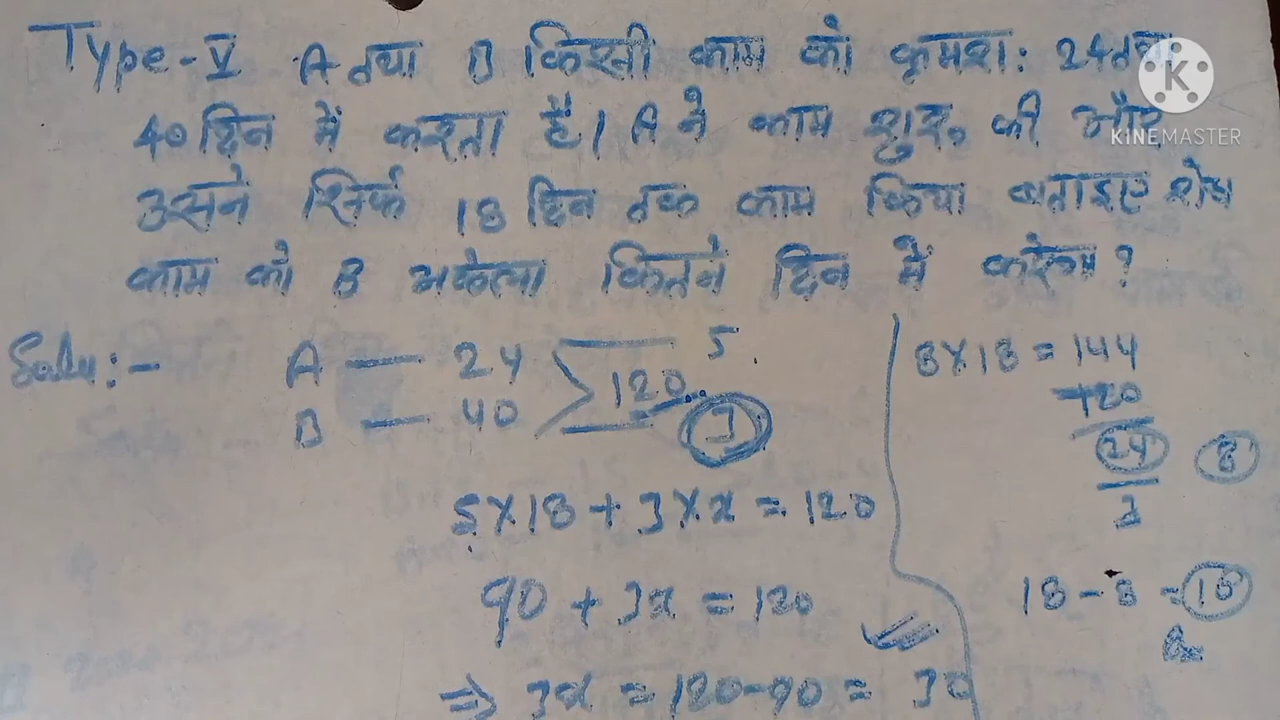 Type-V A तथा B किसी काम को क्रमश: 24 तथा
40 दिन में करता है। A ने काम शुरू की और
उसने सिर्फ 18 दिन तक काम किया बताइए शेष
काम को B अकेला कितने दिन में करेगा ?
Solu:-
A — 24
B — 40
120
5
3
5×18 + 3×x = 120
90 + 3x = 120
⇒ 3x = 120-90 = 30
8×18 = 144
-120
24
3
8
18 - 8 = 10
KINEMASTER